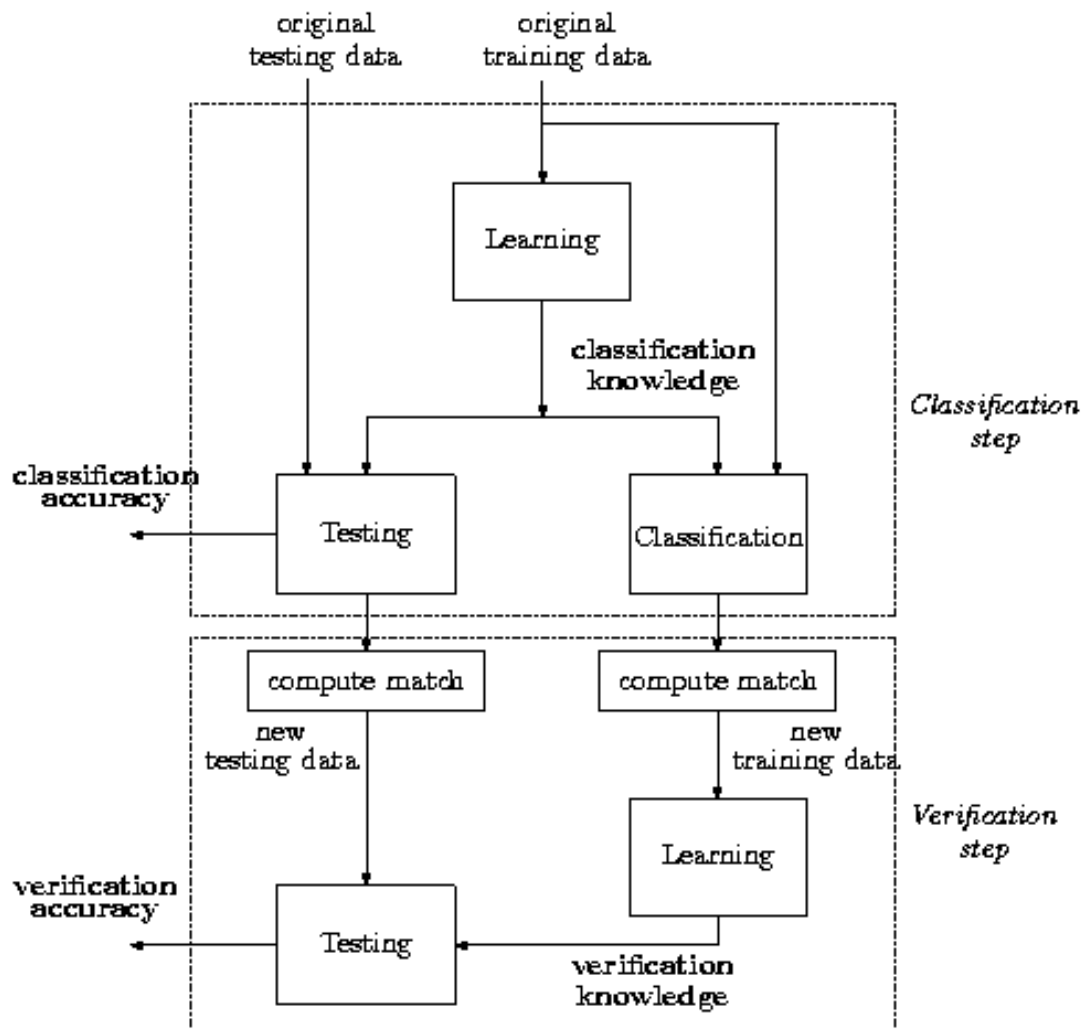 original
testing data
original
training data
Learning
classification
knowledge
Classification
step
classification
accuracy
Testing
Classification
compute match
compute match
new
testing data
new
training data
Verification
step
Learning
verification
accuracy
Testing
verification
knowledge